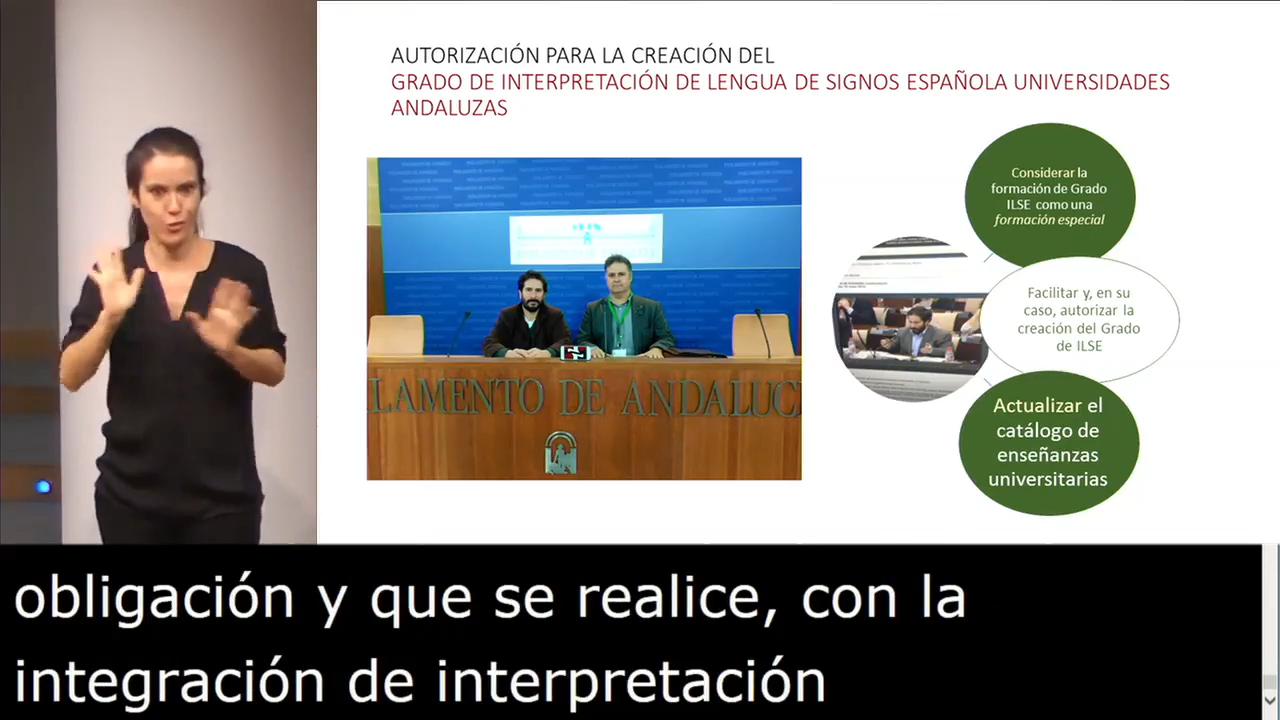 AUTORIZACIÓN PARA LA CREACIÓN DEL
GRADO DE INTERPRETACIÓN DE LENGUA DE SIGNOS ESPAÑOLA UNIVERSIDADES
ANDALUZAS
LAMENTO DE ANDALUC
Considerar la
formación de Grado
ILSE como una
formación especial
Facilitar y, en su
caso, autorizar la
creación del Grado
de ILSE
Actualizar el
catálogo de
enseñanzas
universitarias
obligación y que se realice, con la
integración de interpretación